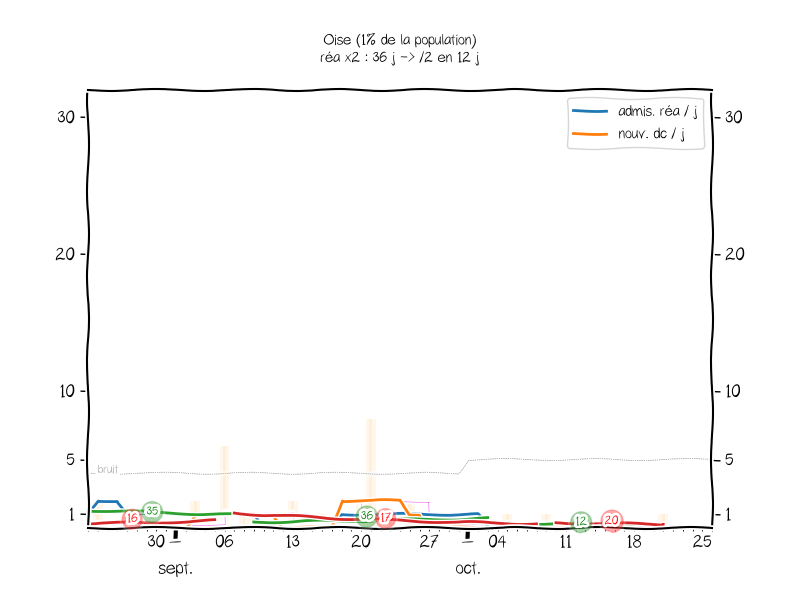 Oise (1% de la population)
réa x2 : 36 j -> /2 en 12 j
admis. réa / j
nouv. dc / j
30 30
20 20
10 10
5 5
bruit
1 1
16 35 36 17 12 20
30 06 13 20 27 04 11 18 25
sept. oct.